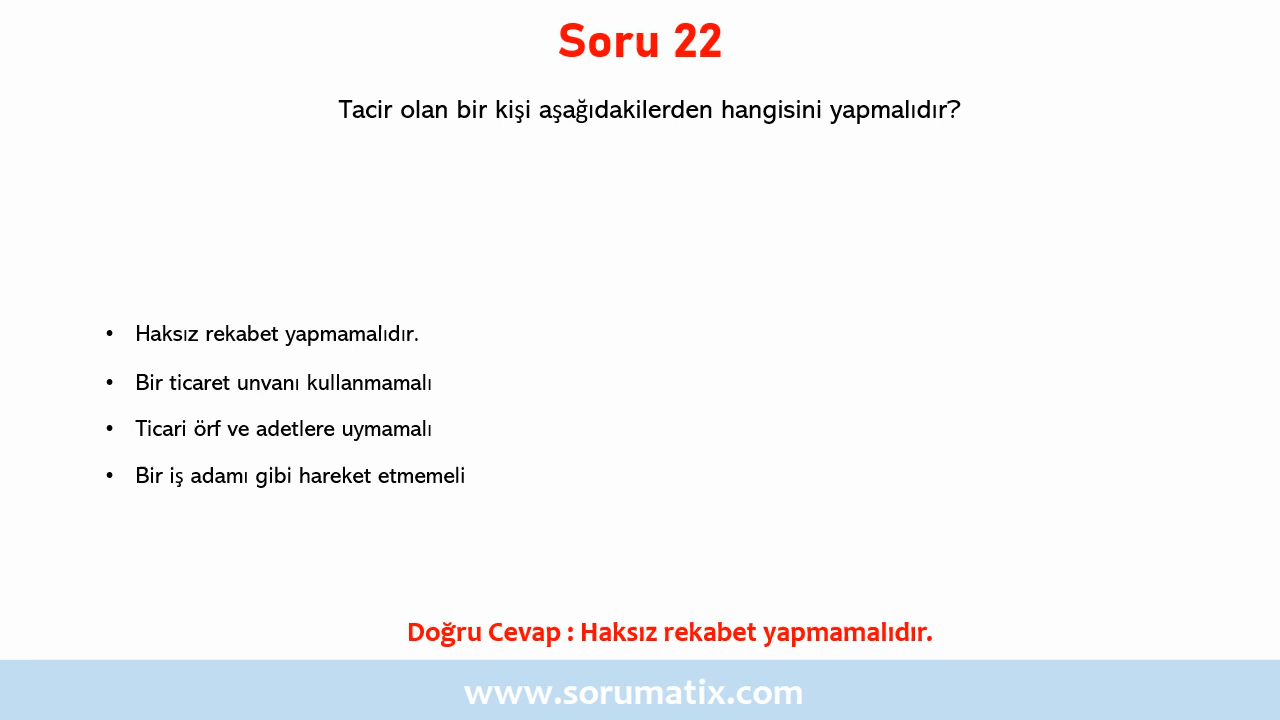 Soru 22
Tacir olan bir kişi aşağıdakilerden hangisini yapmalıdır?
• Haksız rekabet yapmamalıdır.
• Bir ticaret unvanı kullanmamalı
• Ticari örf ve adetlere uymamalı
• Bir iş adamı gibi hareket etmemeli
Doğru Cevap : Haksız rekabet yapmamalıdır.
www.sorumatix.com